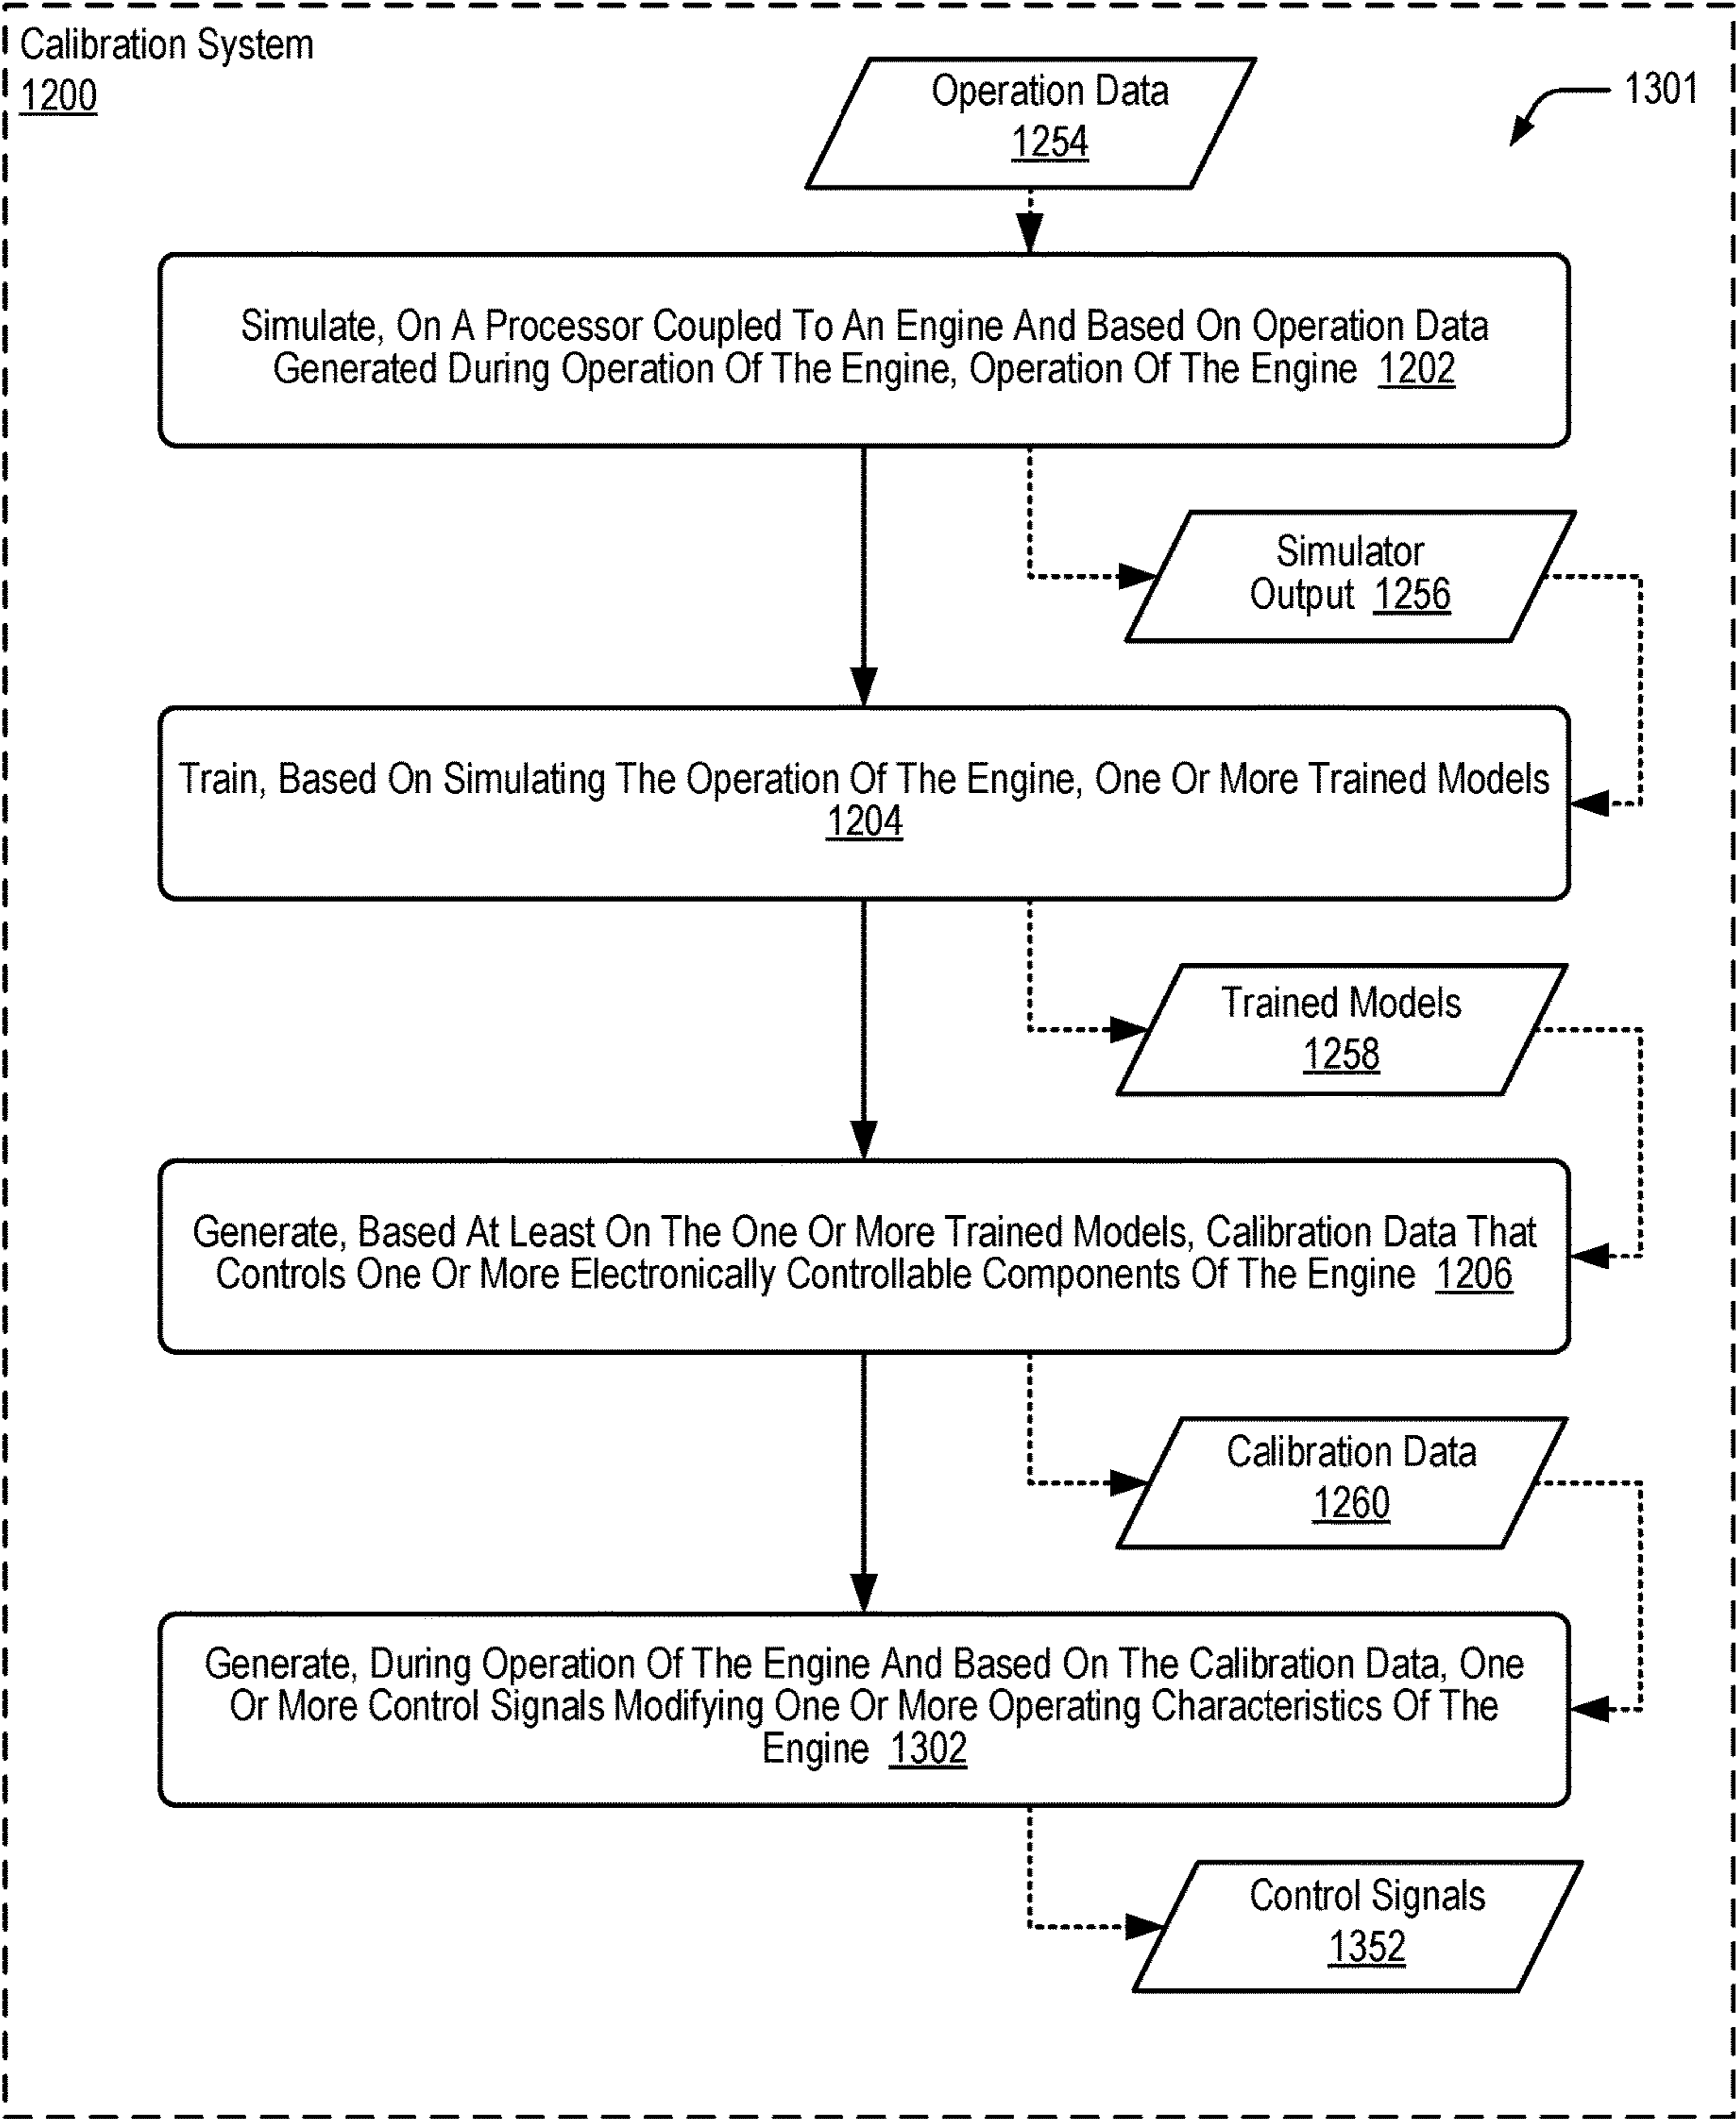 Calibration System
1200
Operation Data
1254
1301
Simulate, On A Processor Coupled To An Engine And Based On Operation Data
Generated During Operation Of The Engine, Operation Of The Engine 1202
Simulator
Output 1256
Train, Based On Simulating The Operation Of The Engine, One Or More Trained Models
1204
Trained Models
1258
Generate, Based At Least On The One Or More Trained Models, Calibration Data That
Controls One Or More Electronically Controllable Components Of The Engine 1206
Calibration Data
1260
Generate, During Operation Of The Engine And Based On The Calibration Data, One
Or More Control Signals Modifying One Or More Operating Characteristics Of The
Engine 1302
Control Signals
1352